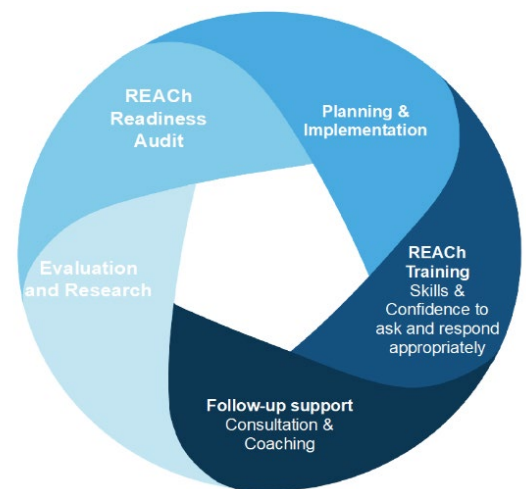 REACh
Readiness
Audit
Planning &
Implementation
REACh
Training
Skills &
Confidence to
ask and respond
appropriately
Follow-up support
Consultation &
Coaching
Evaluation
and Research